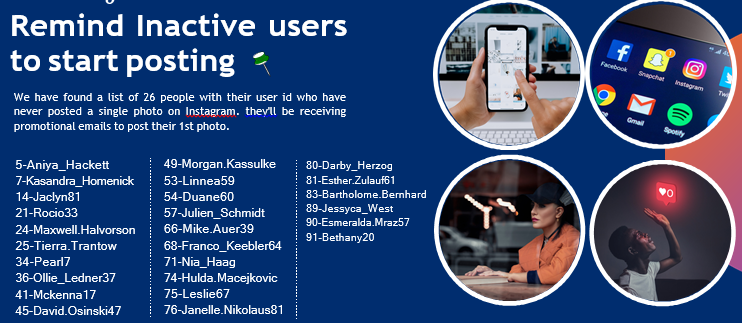 Remind Inactive users
to start posting
We have found a list of 26 people with their user id who have
never posted a single photo on Instagram. they'll be receiving
promotional emails to post their 1st photo.
5-Aniya_Hackett
7-Kasandra_Homenick
14-Jaclyn81
21-Rocio33
24-Maxwell.Halvorson
25-Tierra.Trantow
34-Pearl7
36-Ollie_Ledner37
41-Mckenna17
45-David.Osinski47
49-Morgan.Kassulke
53-Linnea59
54-Duane60
57-Julien_Schmidt
66-Mike.Auer39
68-Franco_Keebler64
71-Nia_Haag
74-Hulda.Macejkovic
75-Leslie67
76-Janelle.Nikolaus81
80-Darby_Herzog
81-Esther.Zulauf61
83-Bartholome.Bernhard
89-Jessyca_West
90-Esmeralda.Mraz57
91-Bethany20
Facebook
Snapchat
Instagram
Gmail
Spotify
0